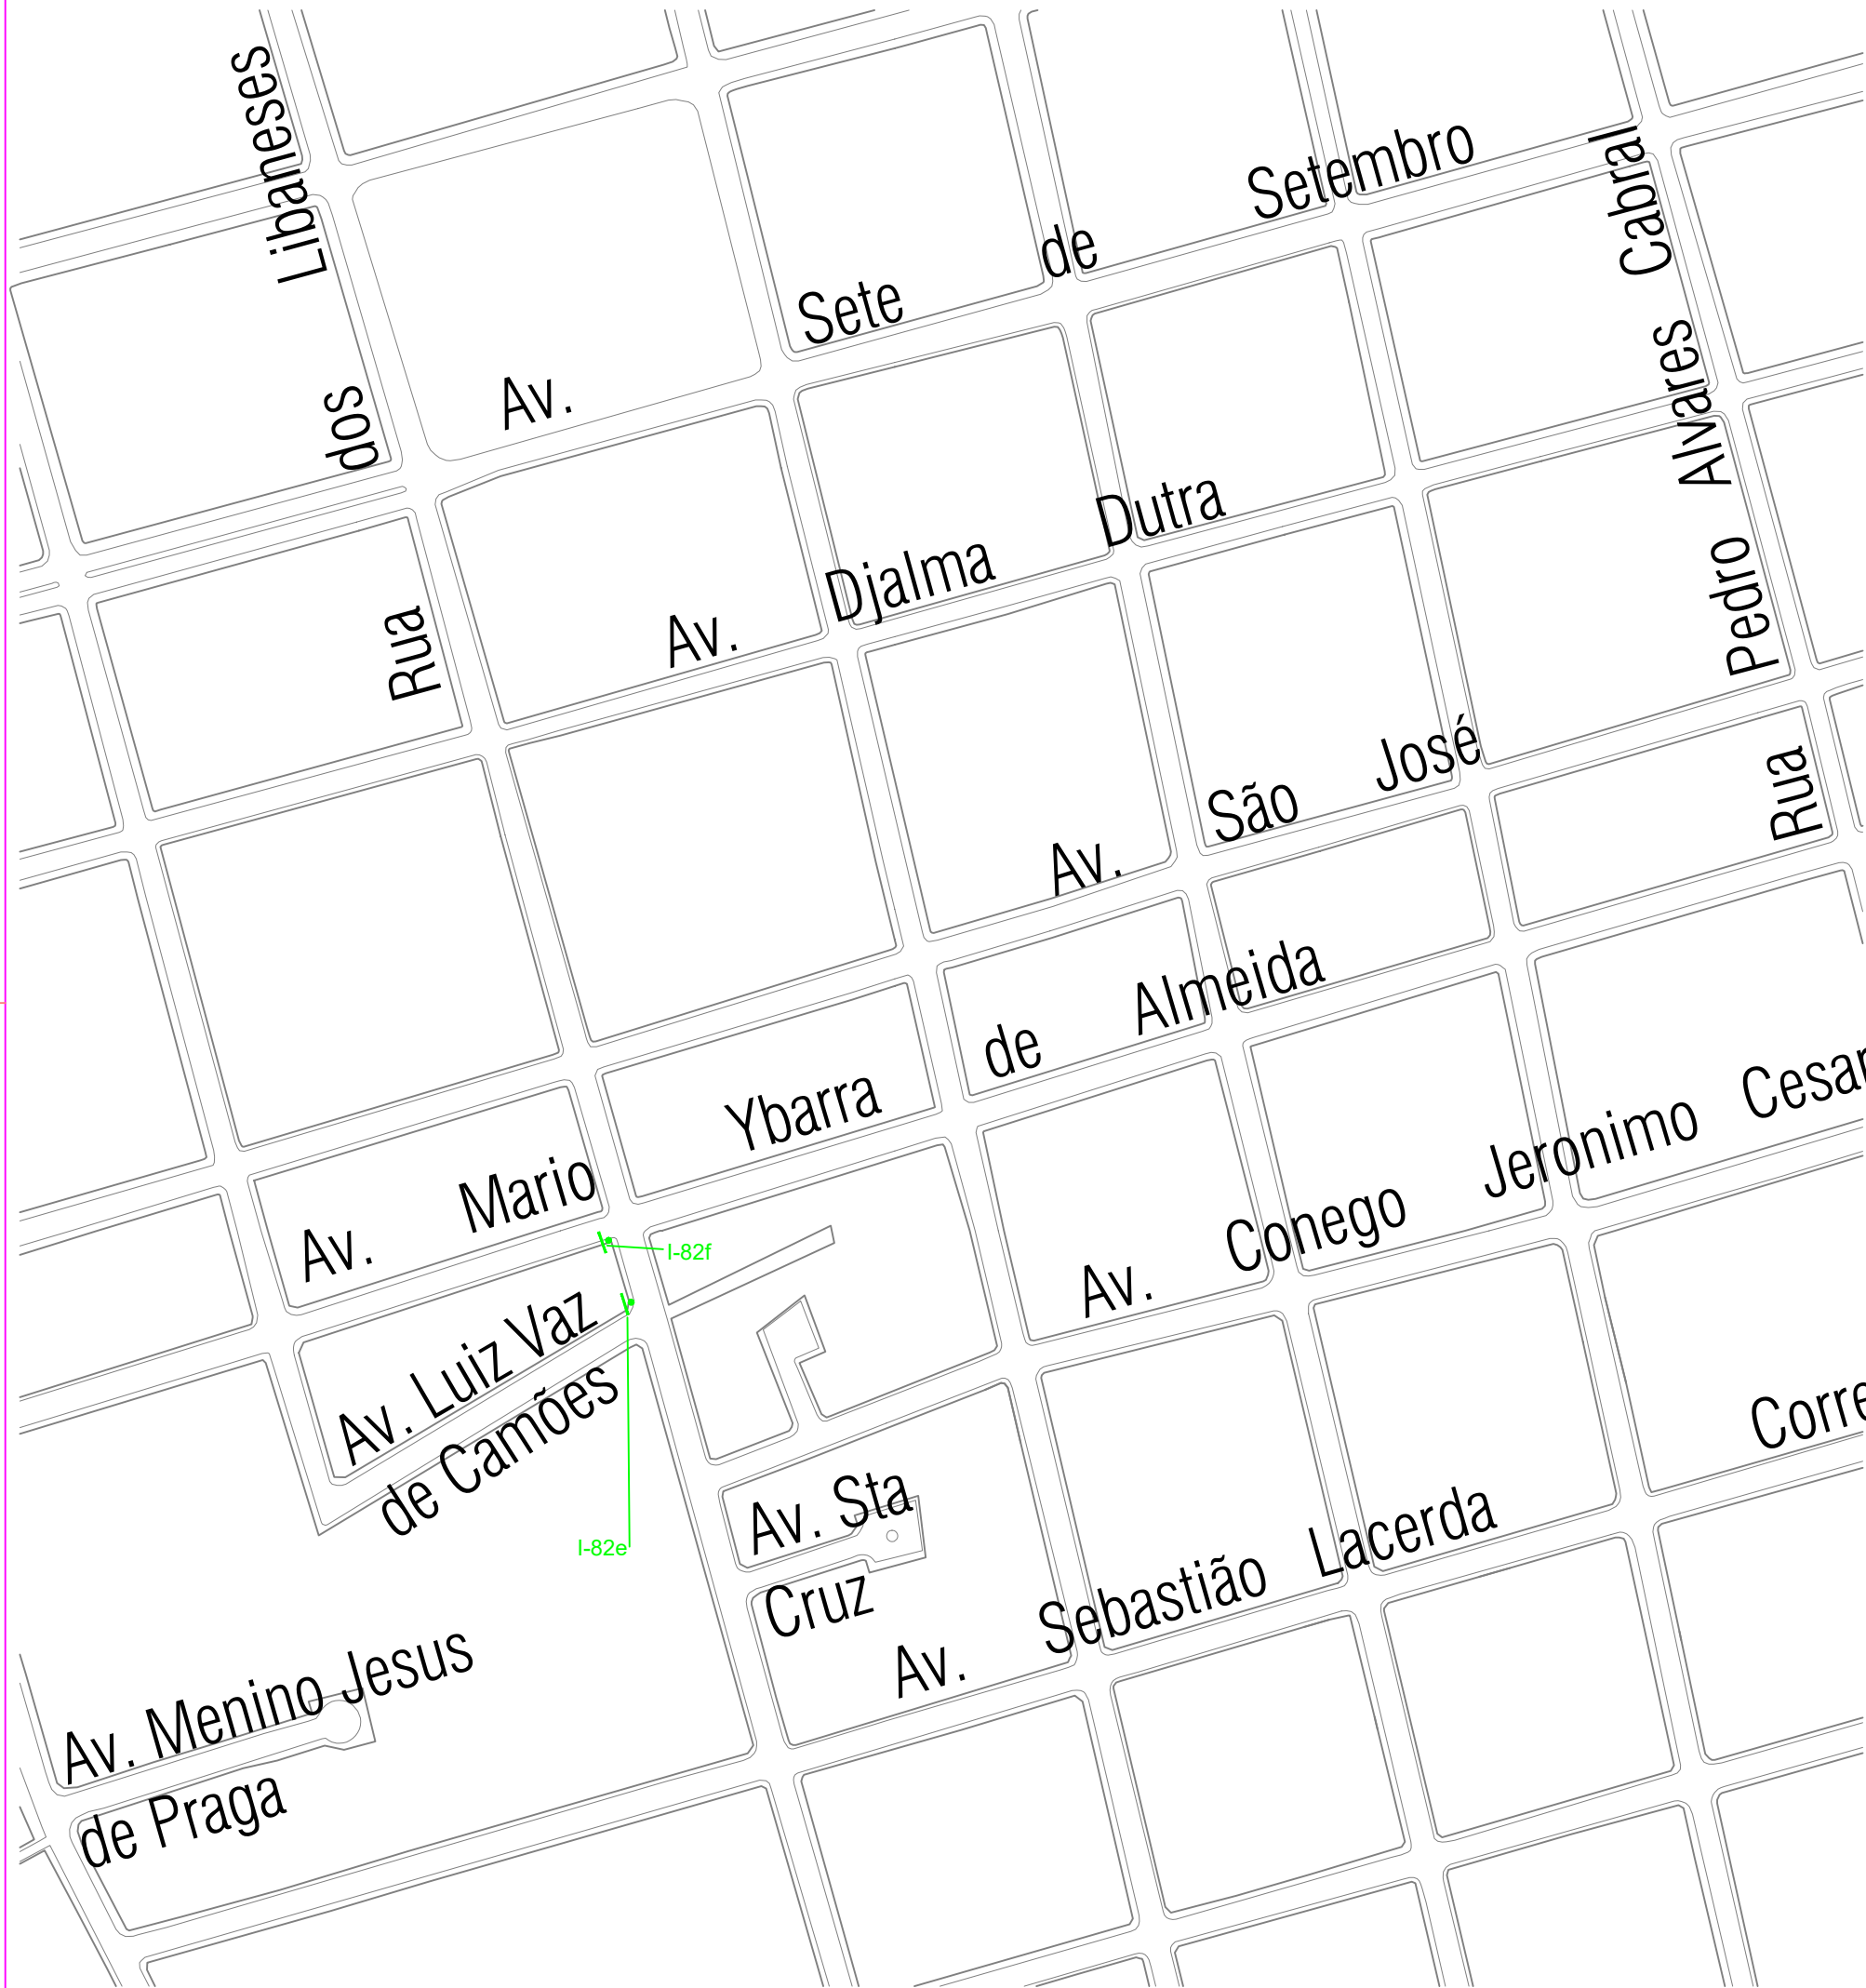 Rua dos Libaneses
Av. Sete de Setembro
Rua Pedro Alvares Cabral
Av. Djalma Dutra
Av. São José
Av. Mario Ybarra de Almeida
Av. Conego Jeronimo Cesar
I-82f
Av. Luiz Vaz
de Camões
I-82e
Av. Sta
Cruz
Av. Sebastião Lacerda
Corre
Av. Menino Jesus
de Praga